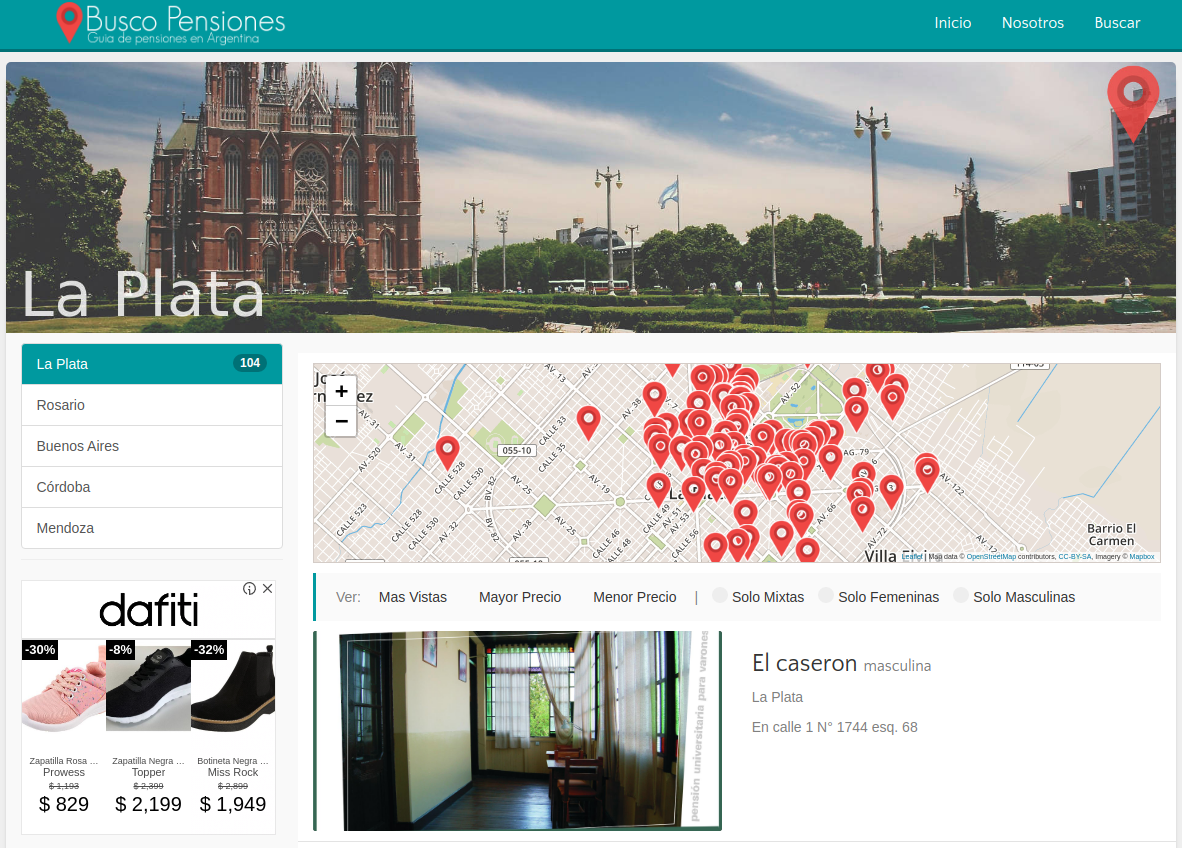 Busco Pensiones
Guia de pensiones en Argentina
Inicio Nosotros Buscar
La Plata
La Plata 104
Rosario
Buenos Aires
Córdoba
Mendoza
dafiti
-30% -8% -32%
Zapatilla Rosa ... Zapatilla Negra ... Botineta Negra ...
Prowess Topper Miss Rock
$ 1,193 $ 2,399 $ 2,899
$ 829 $ 2,199 $ 1,949
+
−
AV. 13
AV. 38
AV. 7
AV. 52
AV. 31
AV. 520
AV. 31
CALLE 33
CALLE 35
055-10
CALLE 528
CALLE 530
AV. 25
AV. 19
AG. 79
AV. 122
CALLE 523
CALLE 528
CALLE 530
AV. 32
BV. 82
BV. 82
AV. 38
AV. 25
CALLE 46
CALLE 48
CALLE 49
AV. 51
AV. 53
CALLE 56
AV. 66
AV. 72
Barrio El
Carmen
Leaflet | Map data © OpenStreetMap contributors, CC-BY-SA, Imagery © Mapbox
Ver: Mas Vistas Mayor Precio Menor Precio | Solo Mixtas Solo Femeninas Solo Masculinas
pensión universitaria para varones
El caseron masculina
La Plata
En calle 1 N° 1744 esq. 68